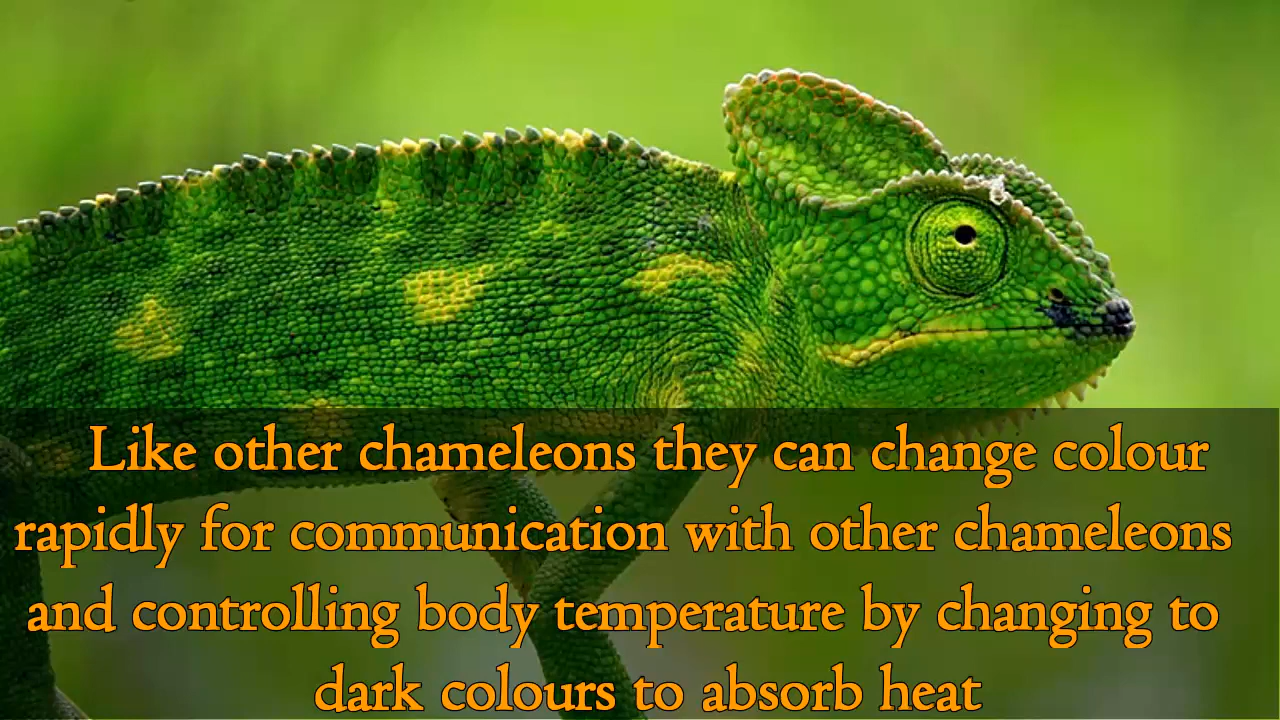 Like other chameleons they can change colour
rapidly for communication with other chameleons
and controlling body temperature by changing to
dark colours to absorb heat